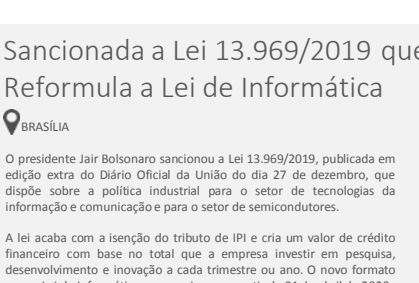 Sancionada a Lei 13.969/2019 que
Reformula a Lei de Informática
BRASÍLIA
O presidente Jair Bolsonaro sancionou a Lei 13.969/2019, publicada em
edição extra do Diário Oficial da União do dia 27 de dezembro, que
dispõe sobre a política industrial para o setor de tecnologias da
informação e comunicação e para o setor de semicondutores.
A lei acaba com a isenção do tributo de IPI e cria um valor de crédito
financeiro com base no total que a empresa investir em pesquisa,
desenvolvimento e inovação a cada trimestre ou ano. O novo formato